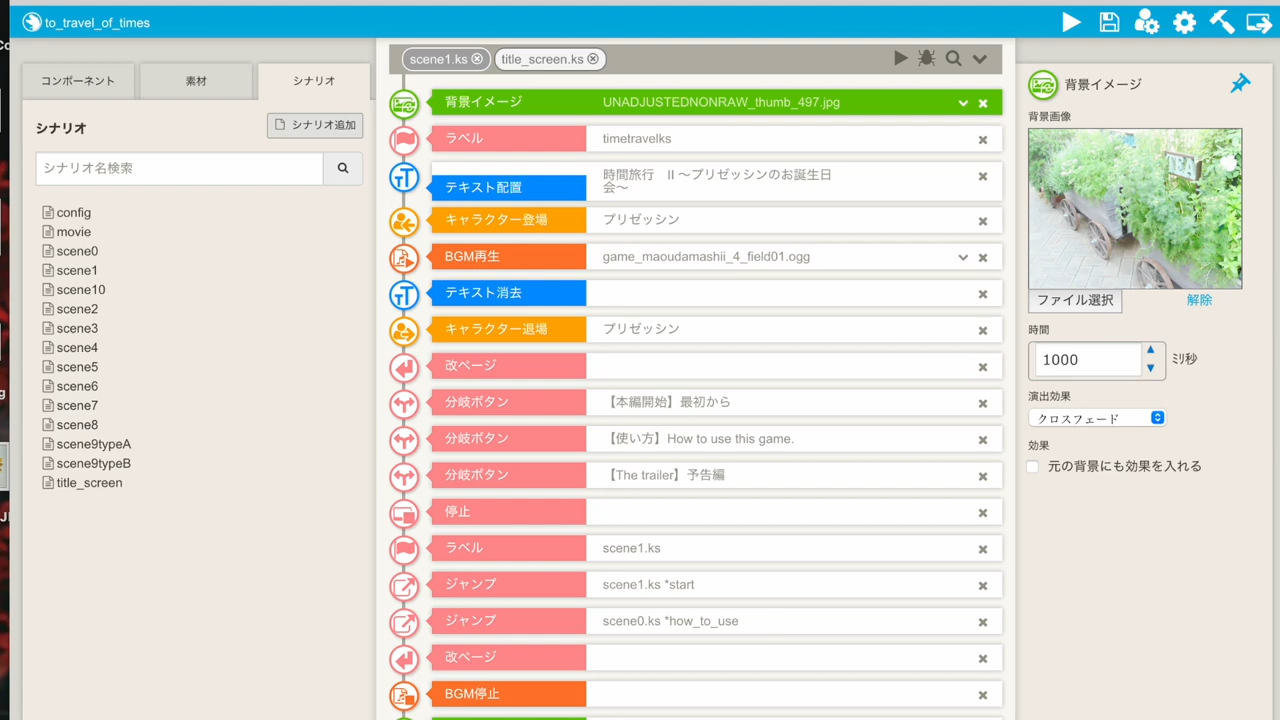 to_travel_of_times
コンポーネント
素材
シナリオ
シナリオ
シナリオ追加
シナリオ名検索
config
movie
scene0
scene1
scene10
scene2
scene3
scene4
scene5
scene6
scene7
scene8
scene9typeA
scene9typeB
title_screen
scene1.ks
title_screen.ks
背景イメージ UNADJUSTEDNONRAW_thumb_497.jpg
ラベル timetravelks
テキスト配置 時間旅行 II～プリゼッシンのお誕生日
会～
キャラクター登場 プリゼッシン
BGM再生 game_maoudamashii_4_field01.ogg
テキスト消去
キャラクター退場 プリゼッシン
改ページ
分岐ボタン 【本編開始】最初から
分岐ボタン 【使い方】How to use this game.
分岐ボタン 【The trailer】予告編
停止
ラベル scene1.ks
ジャンプ scene1.ks *start
ジャンプ scene0.ks *how_to_use
改ページ
BGM停止
背景イメージ
背景画像
ファイル選択 解除
時間
1000 ミリ秒
演出効果
クロスフェード
効果
元の背景にも効果を入れる